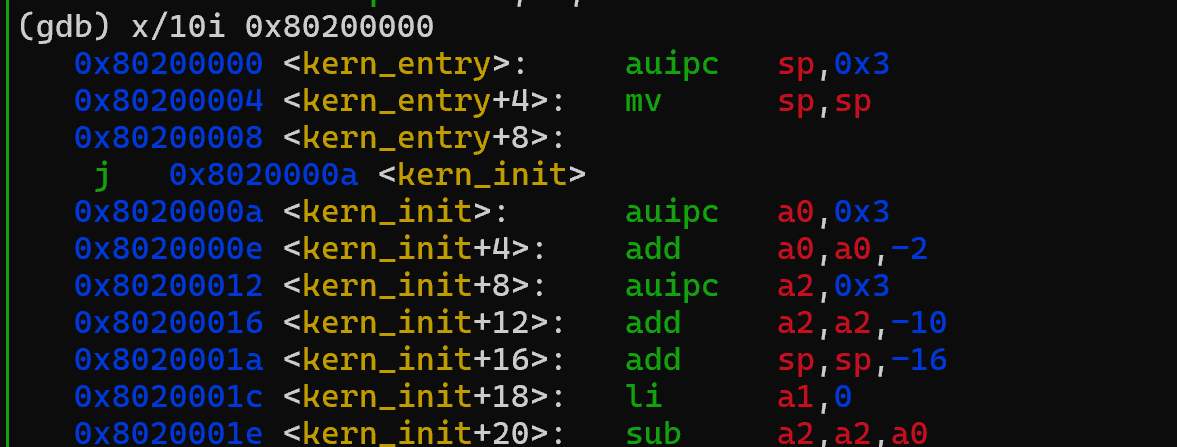 (gdb) x/10i 0x80200000
0x80200000 <kern_entry>: auipc sp,0x3
0x80200004 <kern_entry+4>: mv sp,sp
0x80200008 <kern_entry+8>:
j 0x8020000a <kern_init>
0x8020000a <kern_init>: auipc a0,0x3
0x8020000e <kern_init+4>: add a0,a0,-2
0x80200012 <kern_init+8>: auipc a2,0x3
0x80200016 <kern_init+12>: add a2,a2,-10
0x8020001a <kern_init+16>: add sp,sp,-16
0x8020001c <kern_init+18>: li a1,0
0x8020001e <kern_init+20>: sub a2,a2,a0